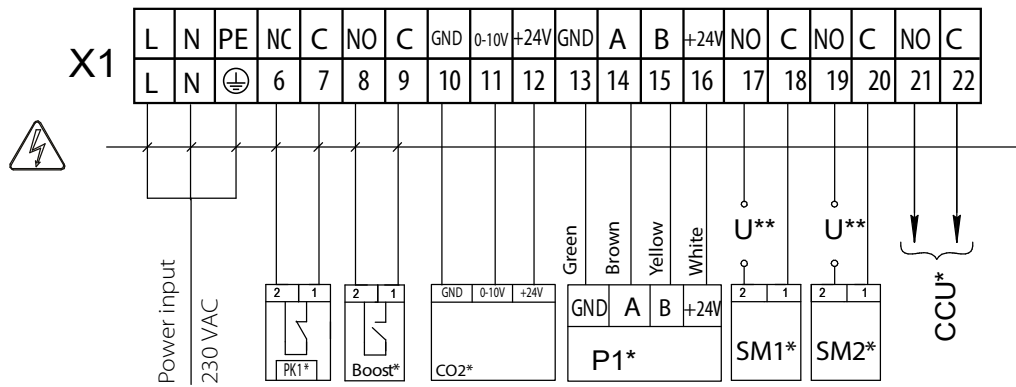 X1
L N PE NC C NO C GND 0-10V +24V GND A B +24V NO C NO C NO C
L N 6 7 8 9 10 11 12 13 14 15 16 17 18 19 20 21 22
Power input
230 VAC
Green
Brown
Yellow
White
U**
U**
CCU*
2 1
PK1*
2 1
Boost*
GND 0-10V +24V
CO2*
GND A B +24V
P1*
2 1
SM1*
2 1
SM2*